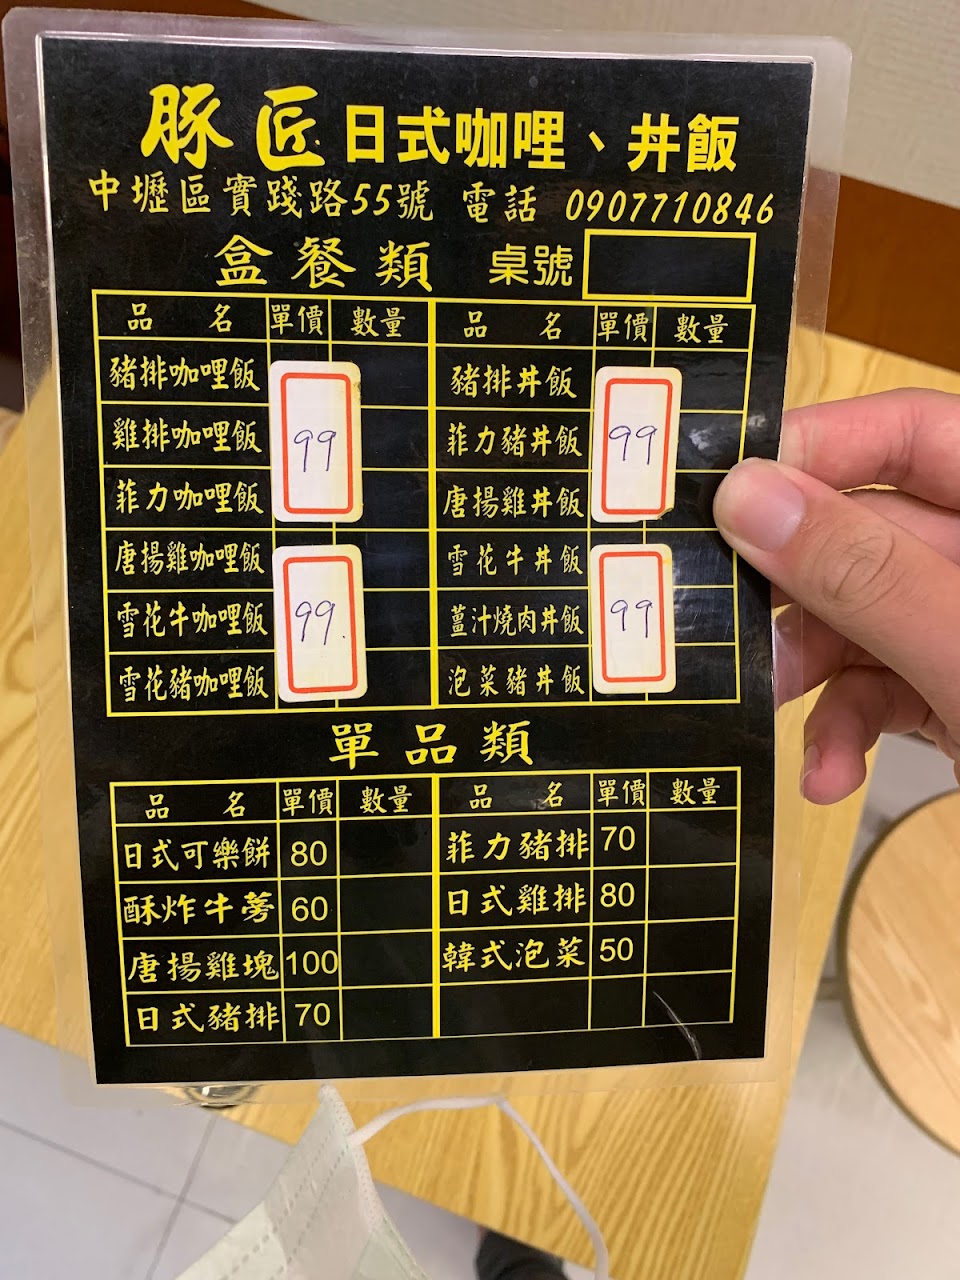 豚匠日式咖哩、丼飯
中壢區實踐路55號 電話 0907710846
盒餐類 桌號
品名 單價 數量 品名 單價 數量
豬排咖哩飯 豬排丼飯
雞排咖哩飯 99 菲力豬丼飯 99
菲力咖哩飯 唐揚雞丼飯
唐揚雞咖哩飯 雪花牛丼飯
雪花牛咖哩飯 99. 薑汁燒肉丼飯 99
雪花豬咖哩飯 泡菜豬丼飯
單品類
品名 單價 數量 品名 單價 數量
日式可樂餅 80 菲力豬排 70
酥炸牛蒡 60 日式雞排 80
唐揚雞塊 100 韓式泡菜 50
日式豬排 70